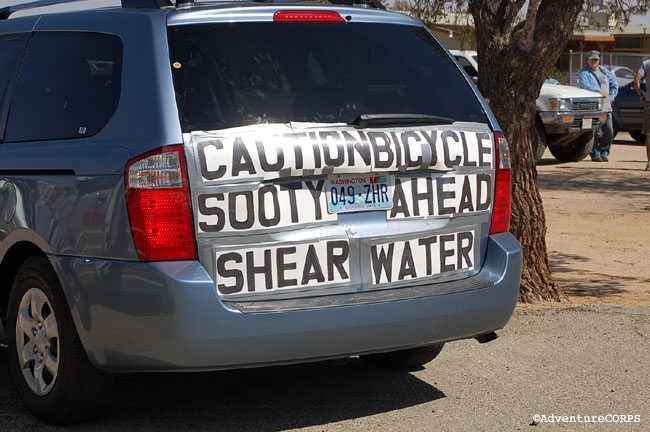 CAUTION BICYCLE
WASHINGTON
SOOTY 049-ZHR AHEAD
SHEAR WATER
©AdventureCORPS